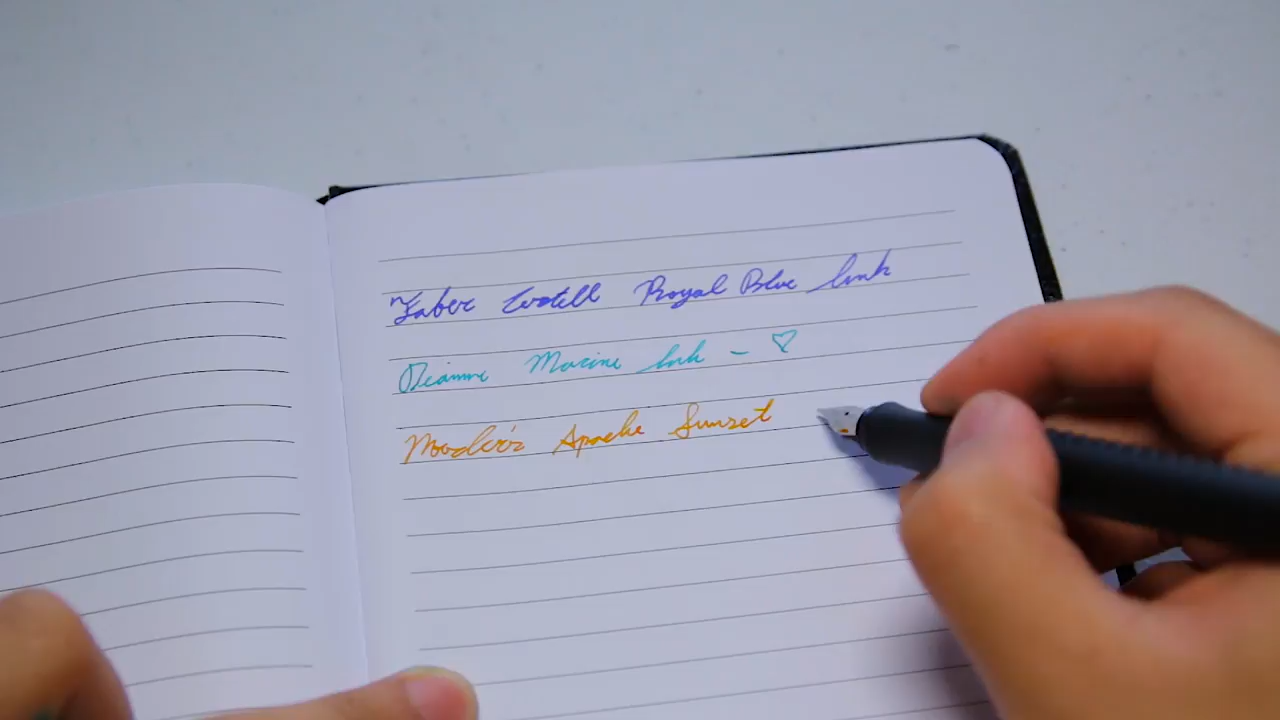 "Faber Castell Royal Blue Ink
Diamine Marine Ink - ♡
Noodler's Apache Sunset